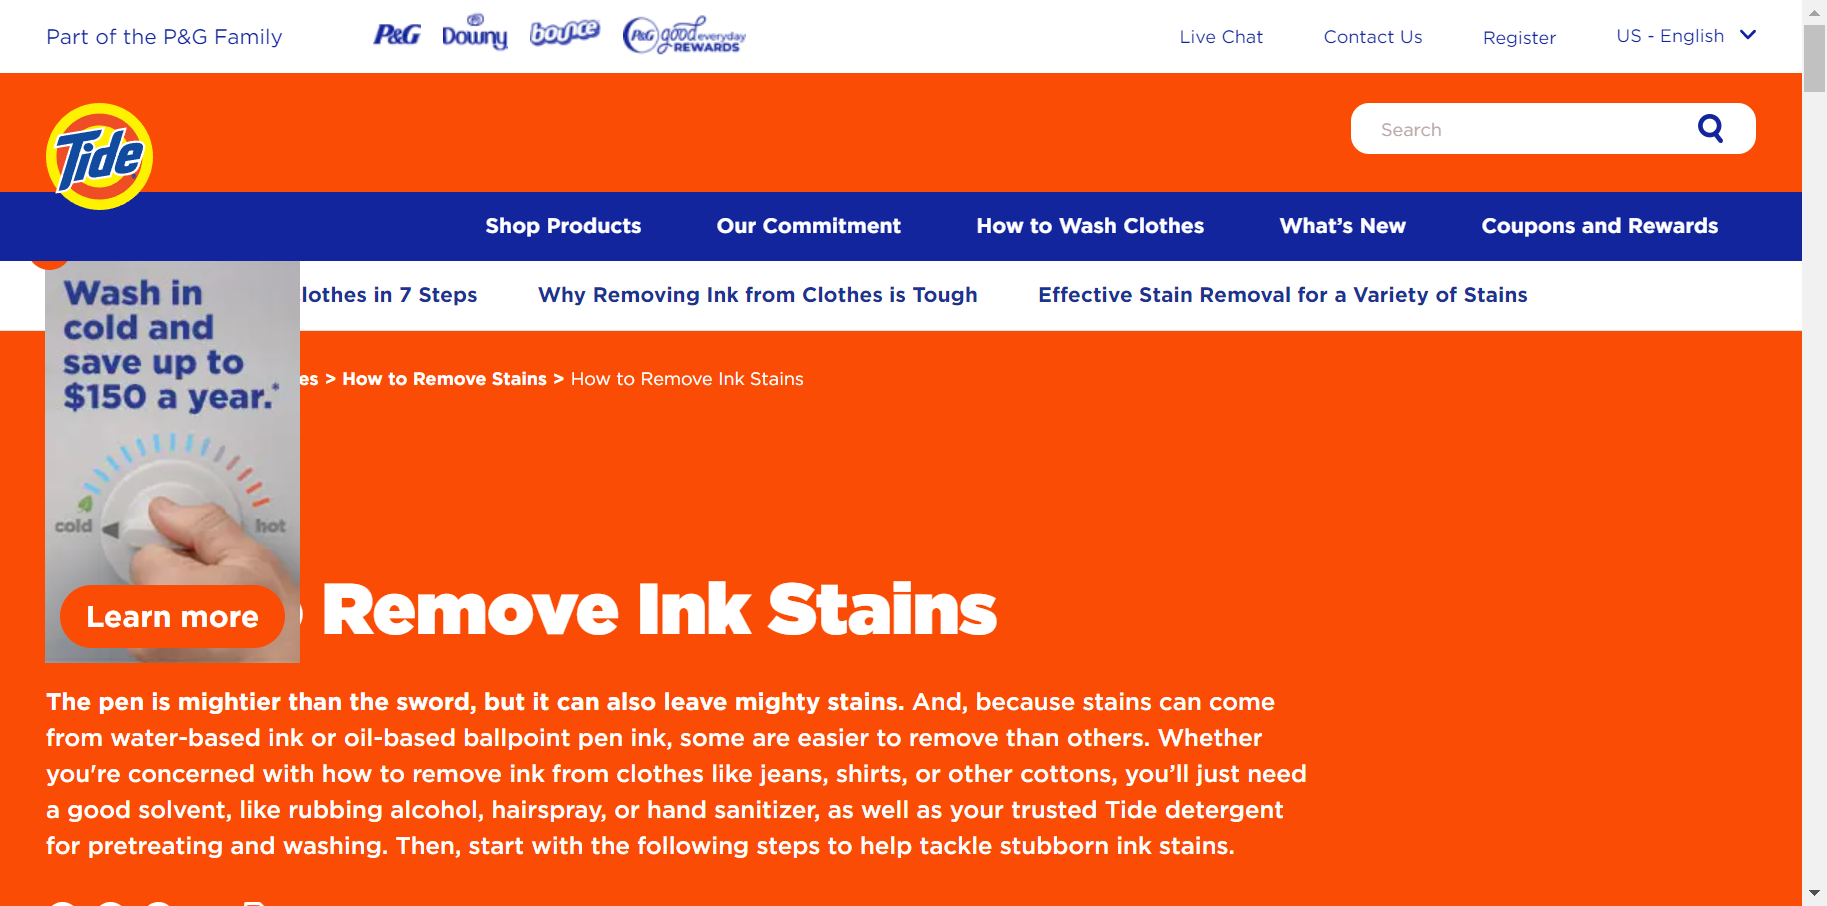 Part of the P&G Family
P&G
Downy
bounce
P&G good everyday REWARDS
Live Chat
Contact Us
Register
US - English
Tide
Search
Shop Products
Our Commitment
How to Wash Clothes
What's New
Coupons and Rewards
lothes in 7 Steps
Why Removing Ink from Clothes is Tough
Effective Stain Removal for a Variety of Stains
Wash in
cold and
save up to
$150 a year.*
cold
hot
Learn more
es > How to Remove Stains > How to Remove Ink Stains
Remove Ink Stains
The pen is mightier than the sword, but it can also leave mighty stains. And, because stains can come
from water-based ink or oil-based ballpoint pen ink, some are easier to remove than others. Whether
you're concerned with how to remove ink from clothes like jeans, shirts, or other cottons, you’ll just need
a good solvent, like rubbing alcohol, hairspray, or hand sanitizer, as well as your trusted Tide detergent
for pretreating and washing. Then, start with the following steps to help tackle stubborn ink stains.